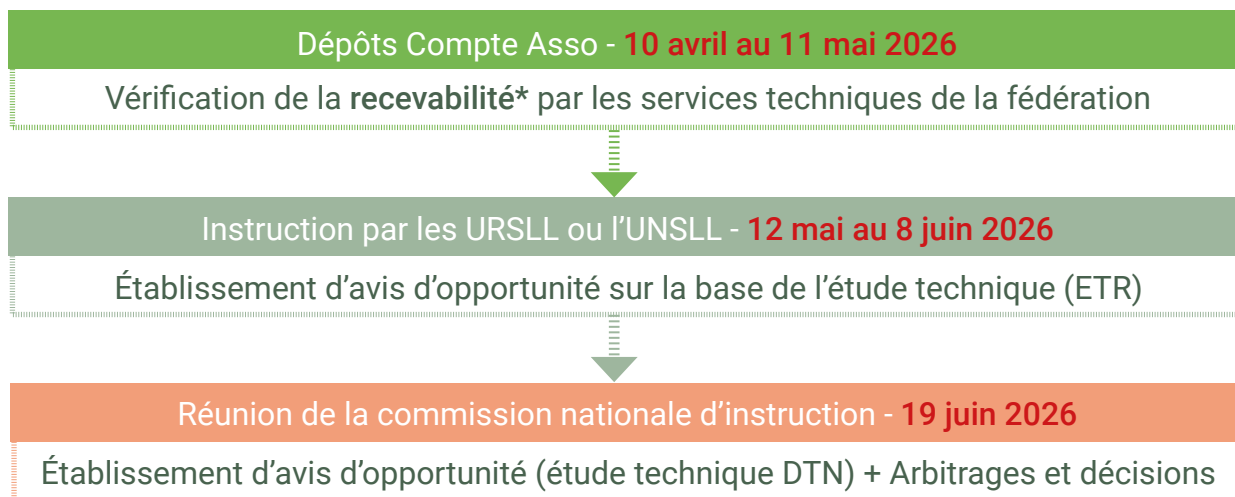 Dépôts Compte Asso - 10 avril au 11 mai 2026
Vérification de la recevabilité* par les services techniques de la fédération
Instruction par les URSLL ou l’UNSLL - 12 mai au 8 juin 2026
Établissement d’avis d’opportunité sur la base de l’étude technique (ETR)
Réunion de la commission nationale d’instruction - 19 juin 2026
Établissement d’avis d’opportunité (étude technique DTN) + Arbitrages et décisions